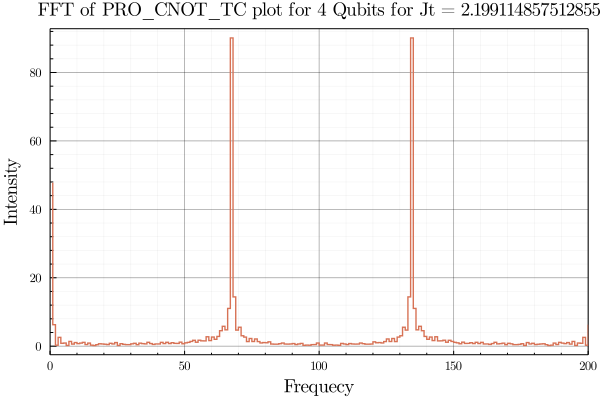 FFT of PRO_CNOT_TC plot for 4 Qubits for Jt = 2.199114857512855
80
60
40
20
0
Intensity
0 50 100 150 200
Frequecy